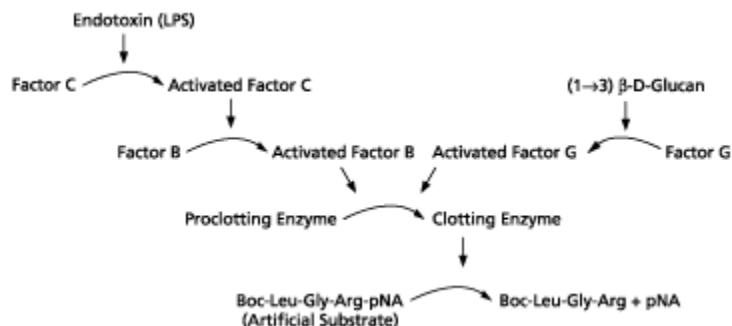 Endotoxin (LPS)
Factor C Activated Factor C (1→3) β-D-Glucan
Factor B Activated Factor B Activated Factor G Factor G
Proclotting Enzyme Clotting Enzyme
Boc-Leu-Gly-Arg-pNA Boc-Leu-Gly-Arg + pNA
(Artificial Substrate)